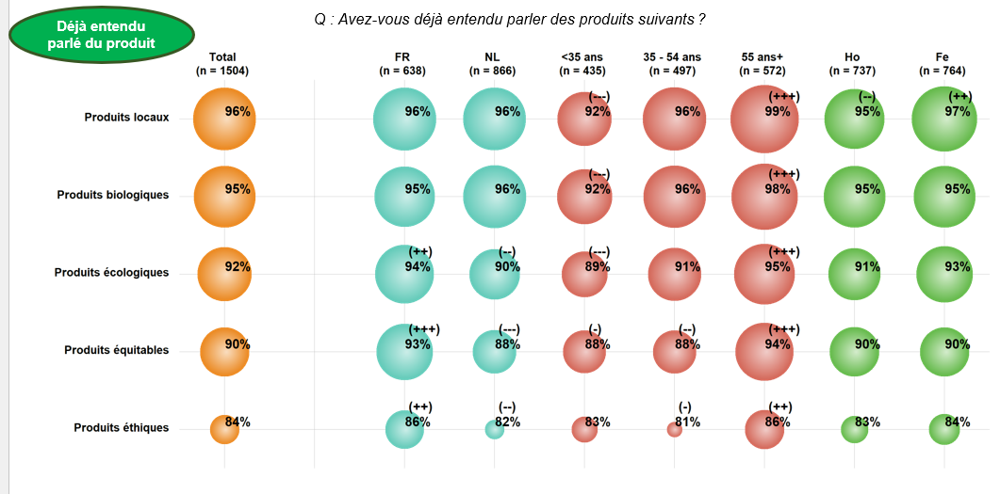 Déjà entendu
parlé du produit
Q : Avez-vous déjà entendu parler des produits suivants ?
Total FR NL <35 ans 35 - 54 ans 55 ans+ Ho Fe
(n = 1504) (n = 638) (n = 866) (n = 435) (n = 497) (n = 572) (n = 737) (n = 764)
(---) (+++) (--) (++)
Produits locaux 96% 96% 96% 92% 96% 99% 95% 97%
(---) (+++)
Produits biologiques 95% 95% 96% 92% 96% 98% 95% 95%
(++) (--) (---) (+++)
Produits écologiques 92% 94% 90% 89% 91% 95% 91% 93%
(+++) (---) (-) (--) (+++)
Produits équitables 90% 93% 88% 88% 88% 94% 90% 90%
(++) (--) (-) (++)
Produits éthiques 84% 86% 82% 83% 81% 86% 83% 84%